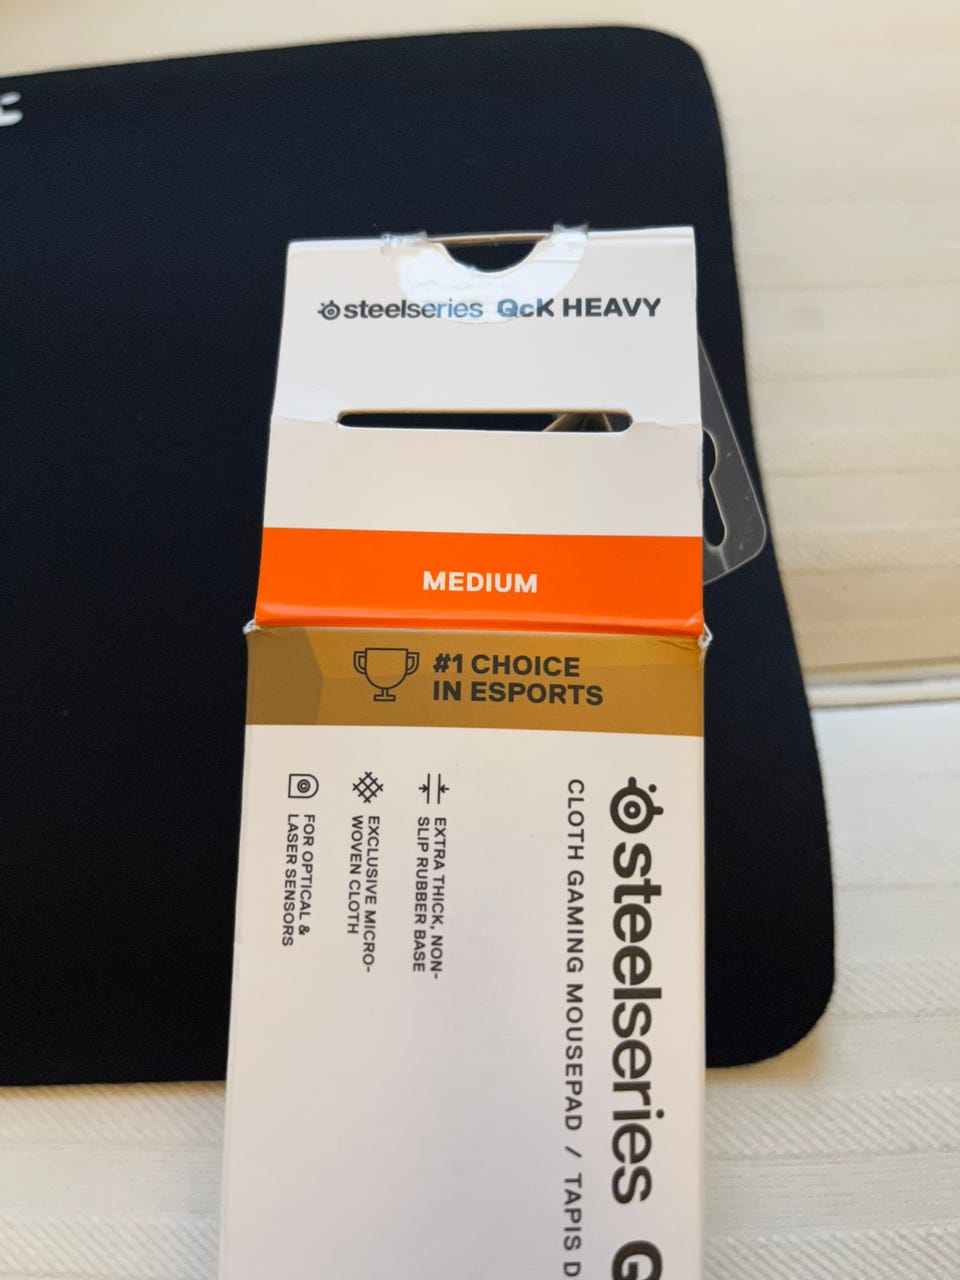 steelseries QcK HEAVY
MEDIUM
#1 CHOICE
IN ESPORTS
steelseries
CLOTH GAMING MOUSEPAD / TAPIS D
EXTRA THICK, NON-
SLIP RUBBER BASE
EXCLUSIVE MICRO-
WOVEN CLOTH
FOR OPTICAL &
LASER SENSORS